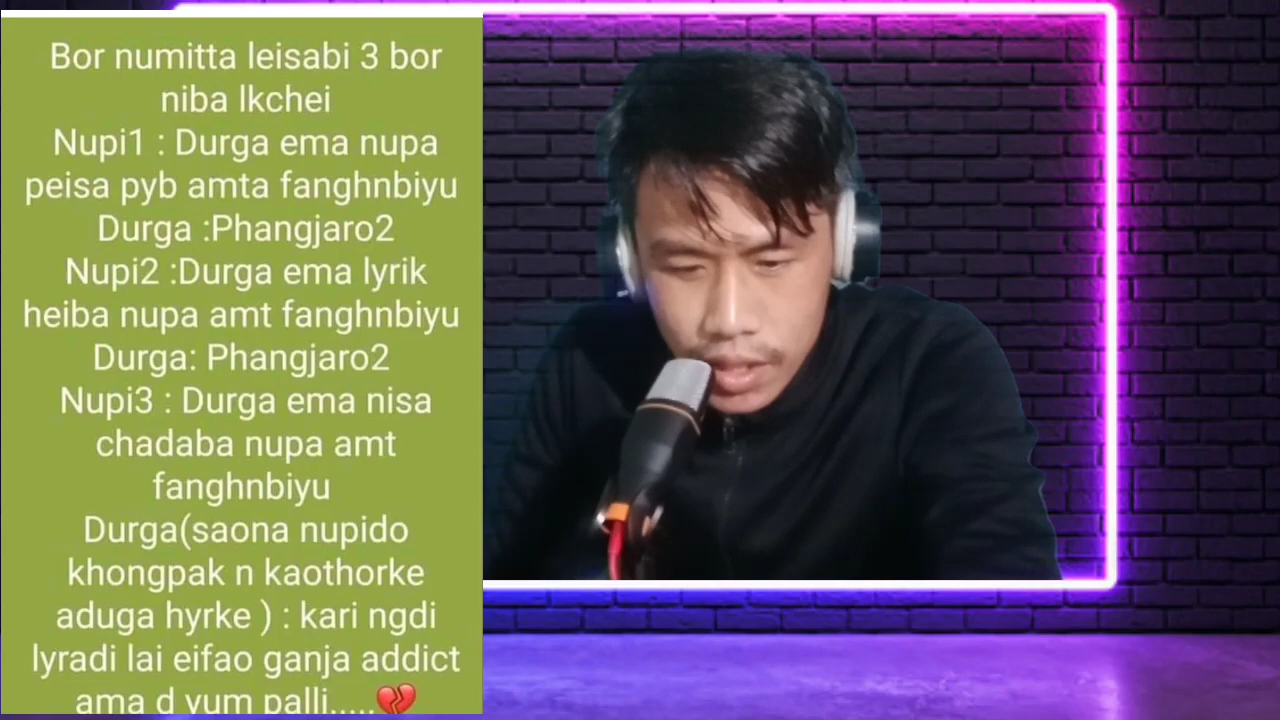 Bor numitta leisabi 3 bor
niba lkchei
Nupi1 : Durga ema nupa
peisa pyb amta fanghnbiyu
Durga :Phangjaro2
Nupi2 :Durga ema lyrik
heiba nupa amt fanghnbiyu
Durga: Phangjaro2
Nupi3 : Durga ema nisa
chadaba nupa amt
fanghnbiyu
Durga(saona nupido
khongpak n kaothorke
aduga hyrke ) : kari ngdi
lyradi lai eifao ganja addict
ama d yum palli.....💔